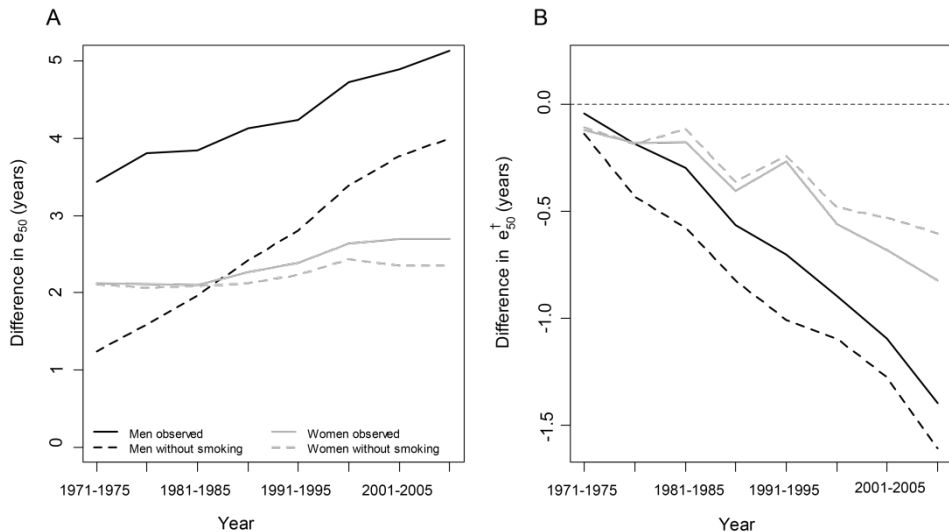 A
Difference in e50 (years)
5
4
3
2
1
0
Men observed
Men without smoking
Women observed
Women without smoking
1971-1975 1981-1985 1991-1995 2001-2005
Year
B
Difference in e†50 (years)
0.0
-0.5
-1.0
-1.5
1971-1975 1981-1985 1991-1995 2001-2005
Year